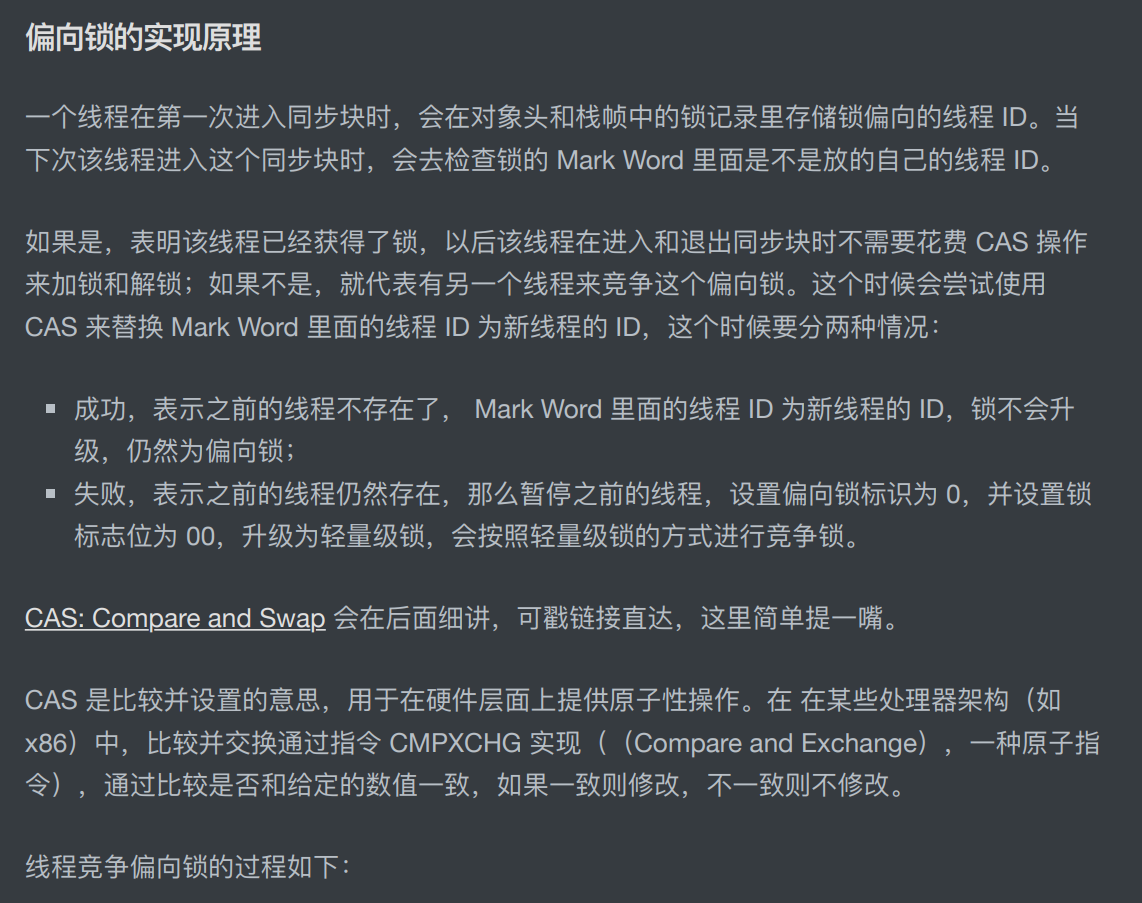 偏向锁的实现原理
一个线程在第一次进入同步块时，会在对象头和栈帧中的锁记录里存储锁偏向的线程 ID。当
下次该线程进入这个同步块时，会去检查锁的 Mark Word 里面是不是放的自己的线程 ID。
如果是，表明该线程已经获得了锁，以后该线程在进入和退出同步块时不需要花费 CAS 操作
来加锁和解锁；如果不是，就代表有另一个线程来竞争这个偏向锁。这个时候会尝试使用
CAS 来替换 Mark Word 里面的线程 ID 为新线程的 ID，这个时候要分两种情况：
▪ 成功，表示之前的线程不存在了， Mark Word 里面的线程 ID 为新线程的 ID，锁不会升
级，仍然为偏向锁；
▪ 失败，表示之前的线程仍然存在，那么暂停之前的线程，设置偏向锁标识为 0，并设置锁
标志位为 00，升级为轻量级锁，会按照轻量级锁的方式进行竞争锁。
CAS: Compare and Swap 会在后面细讲，可戳链接直达，这里简单提一嘴。
CAS 是比较并设置的意思，用于在硬件层面上提供原子性操作。在 在某些处理器架构（如
x86）中，比较并交换通过指令 CMPXCHG 实现（（Compare and Exchange），一种原子指
令），通过比较是否和给定的数值一致，如果一致则修改，不一致则不修改。
线程竞争偏向锁的过程如下：